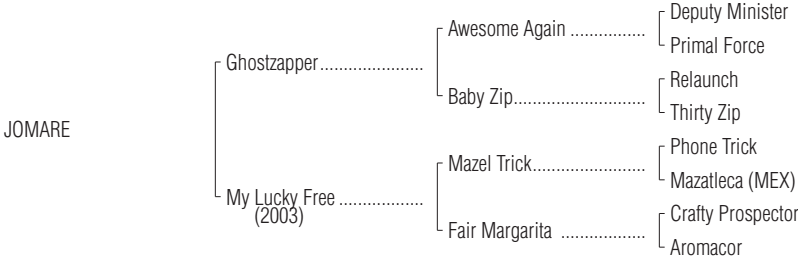 Deputy Minister
Awesome Again ................
Primal Force
Ghostzapper......................
Relaunch
Baby Zip............................
Thirty Zip
JOMARE
Phone Trick
Mazel Trick........................
Mazatleca (MEX)
My Lucky Free ..................
(2003)
Crafty Prospector
Fair Margarita ..................
Aromacor